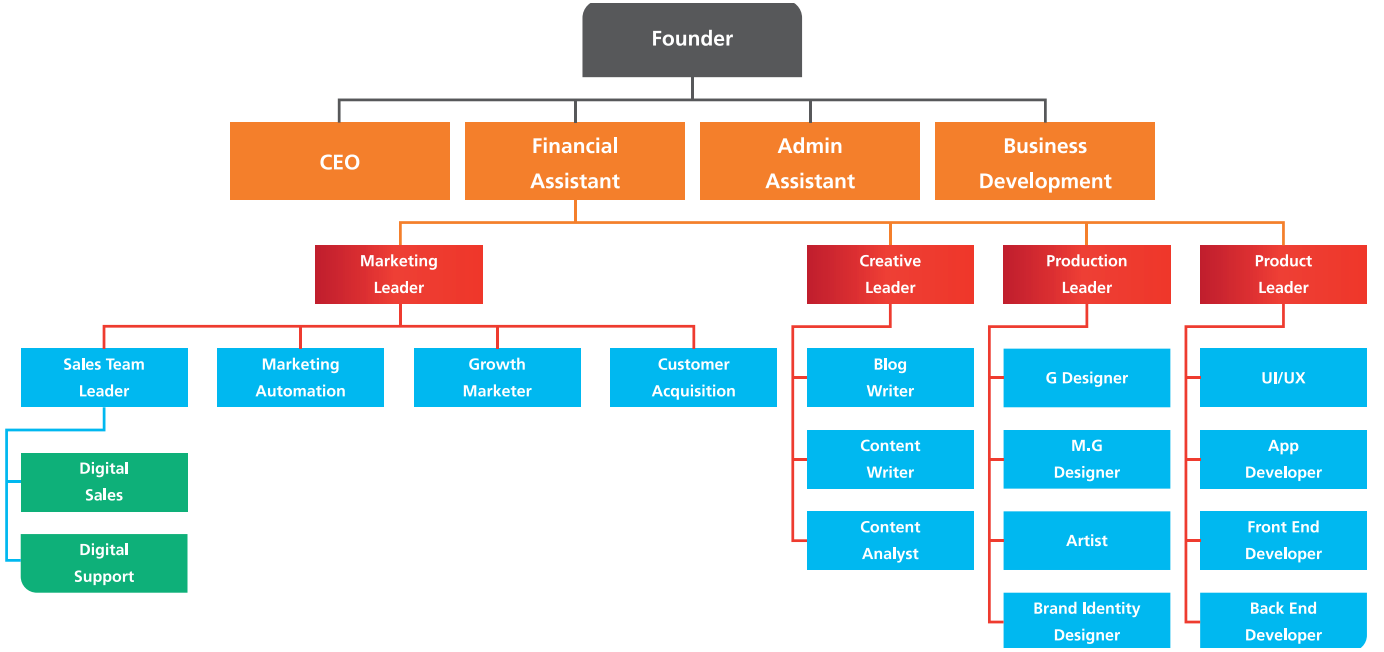 Founder
CEO
Financial
Assistant
Admin
Assistant
Business
Development
Marketing
Leader
Creative
Leader
Production
Leader
Product
Leader
Sales Team
Leader
Marketing
Automation
Growth
Marketer
Customer
Acquisition
Blog
Writer
G Designer
UI/UX
Digital
Sales
Content
Writer
M.G
Designer
App
Developer
Digital
Support
Content
Analyst
Artist
Front End
Developer
Brand Identity
Designer
Back End
Developer